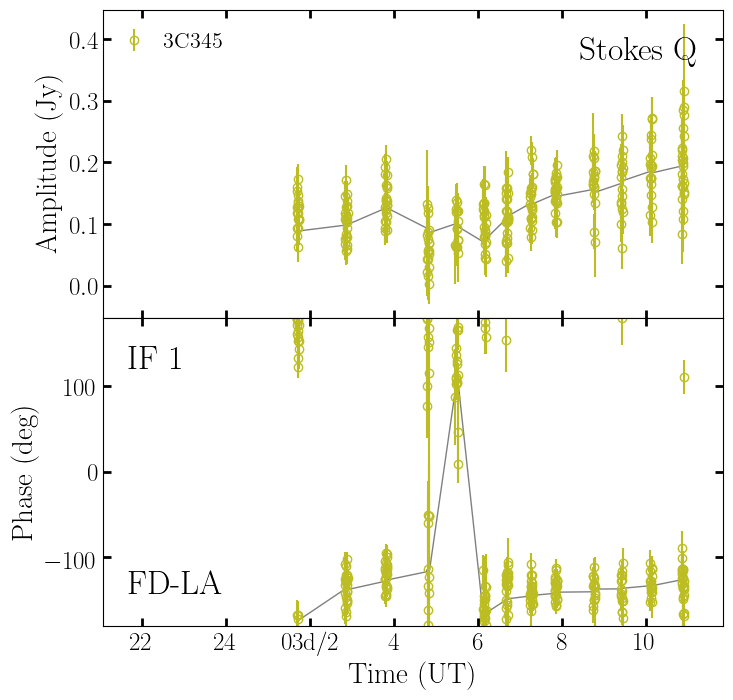 3C345
Stokes Q
Amplitude (Jy)
0.4
0.3
0.2
0.1
0.0
IF 1
FD-LA
Phase (deg)
100
0
−100
22 24 03d/2 4 6 8 10
Time (UT)